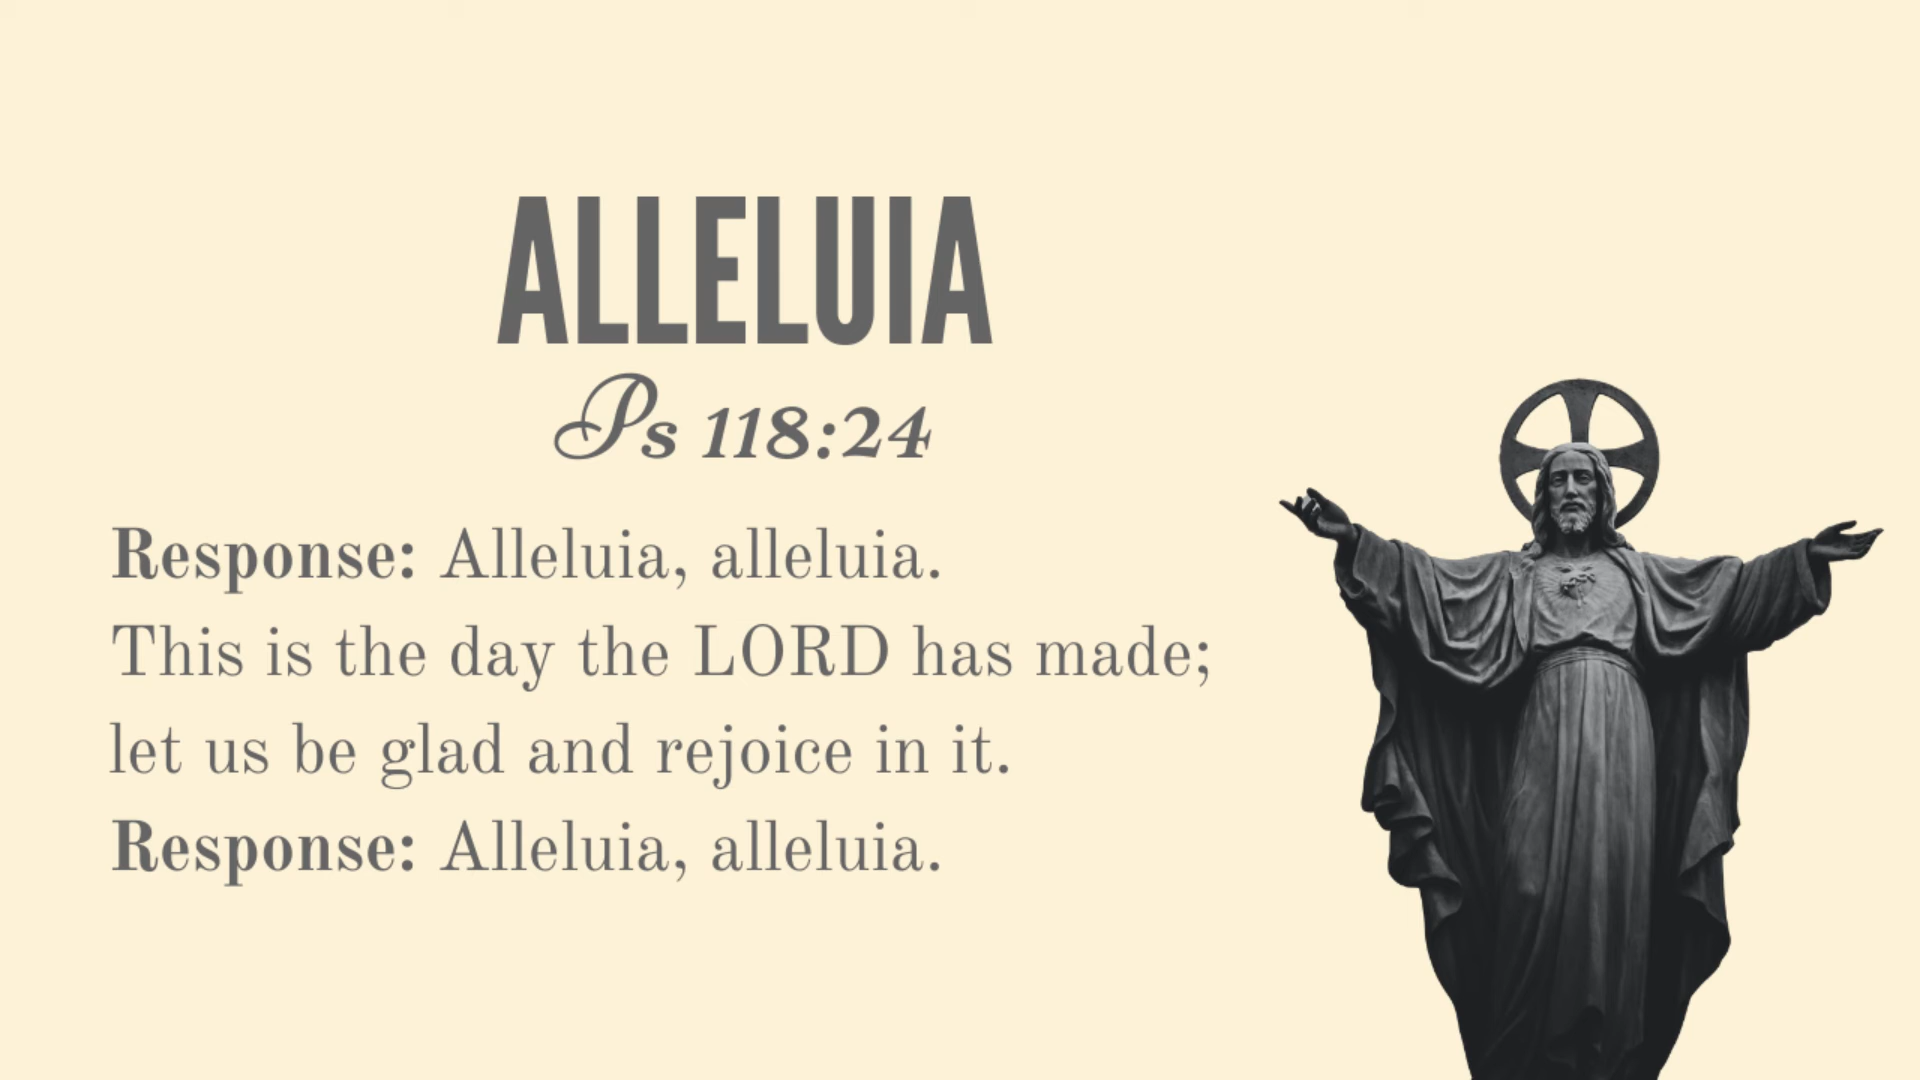 ALLELUIA
Ps 118:24
Response: Alleluia, alleluia.
This is the day the LORD has made;
let us be glad and rejoice in it.
Response: Alleluia, alleluia.